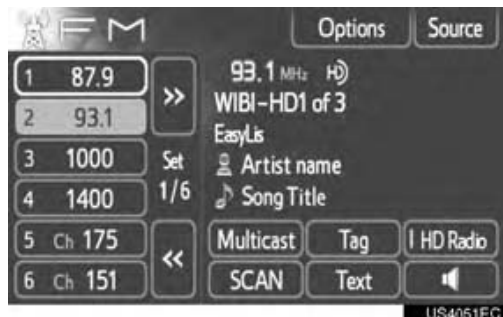 FM Options Source
1 87.9
2 93.1
3 1000
4 1400
5 Ch 175
6 Ch 151
»
Set
1/6
«
93.1 MHz HD
WIBI-HD1 of 3
EasyLis
Artist name
Song Title
Multicast Tag I HD Radio
SCAN Text
US4051EC